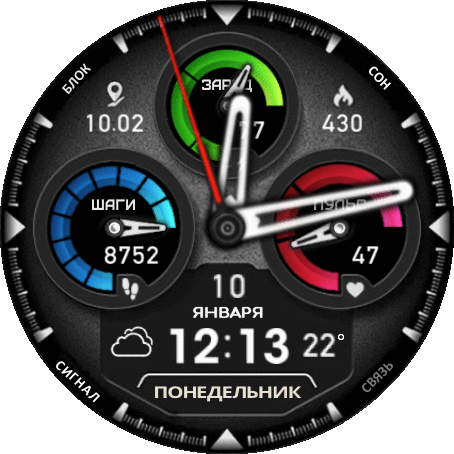 БЛОК
СОН
10.02
430
ШАГИ
8752
47
10
ЯНВАРЯ
12:13 22°
ПОНЕДЕЛЬНИК
СИГНАЛ
СВЯЗЬ